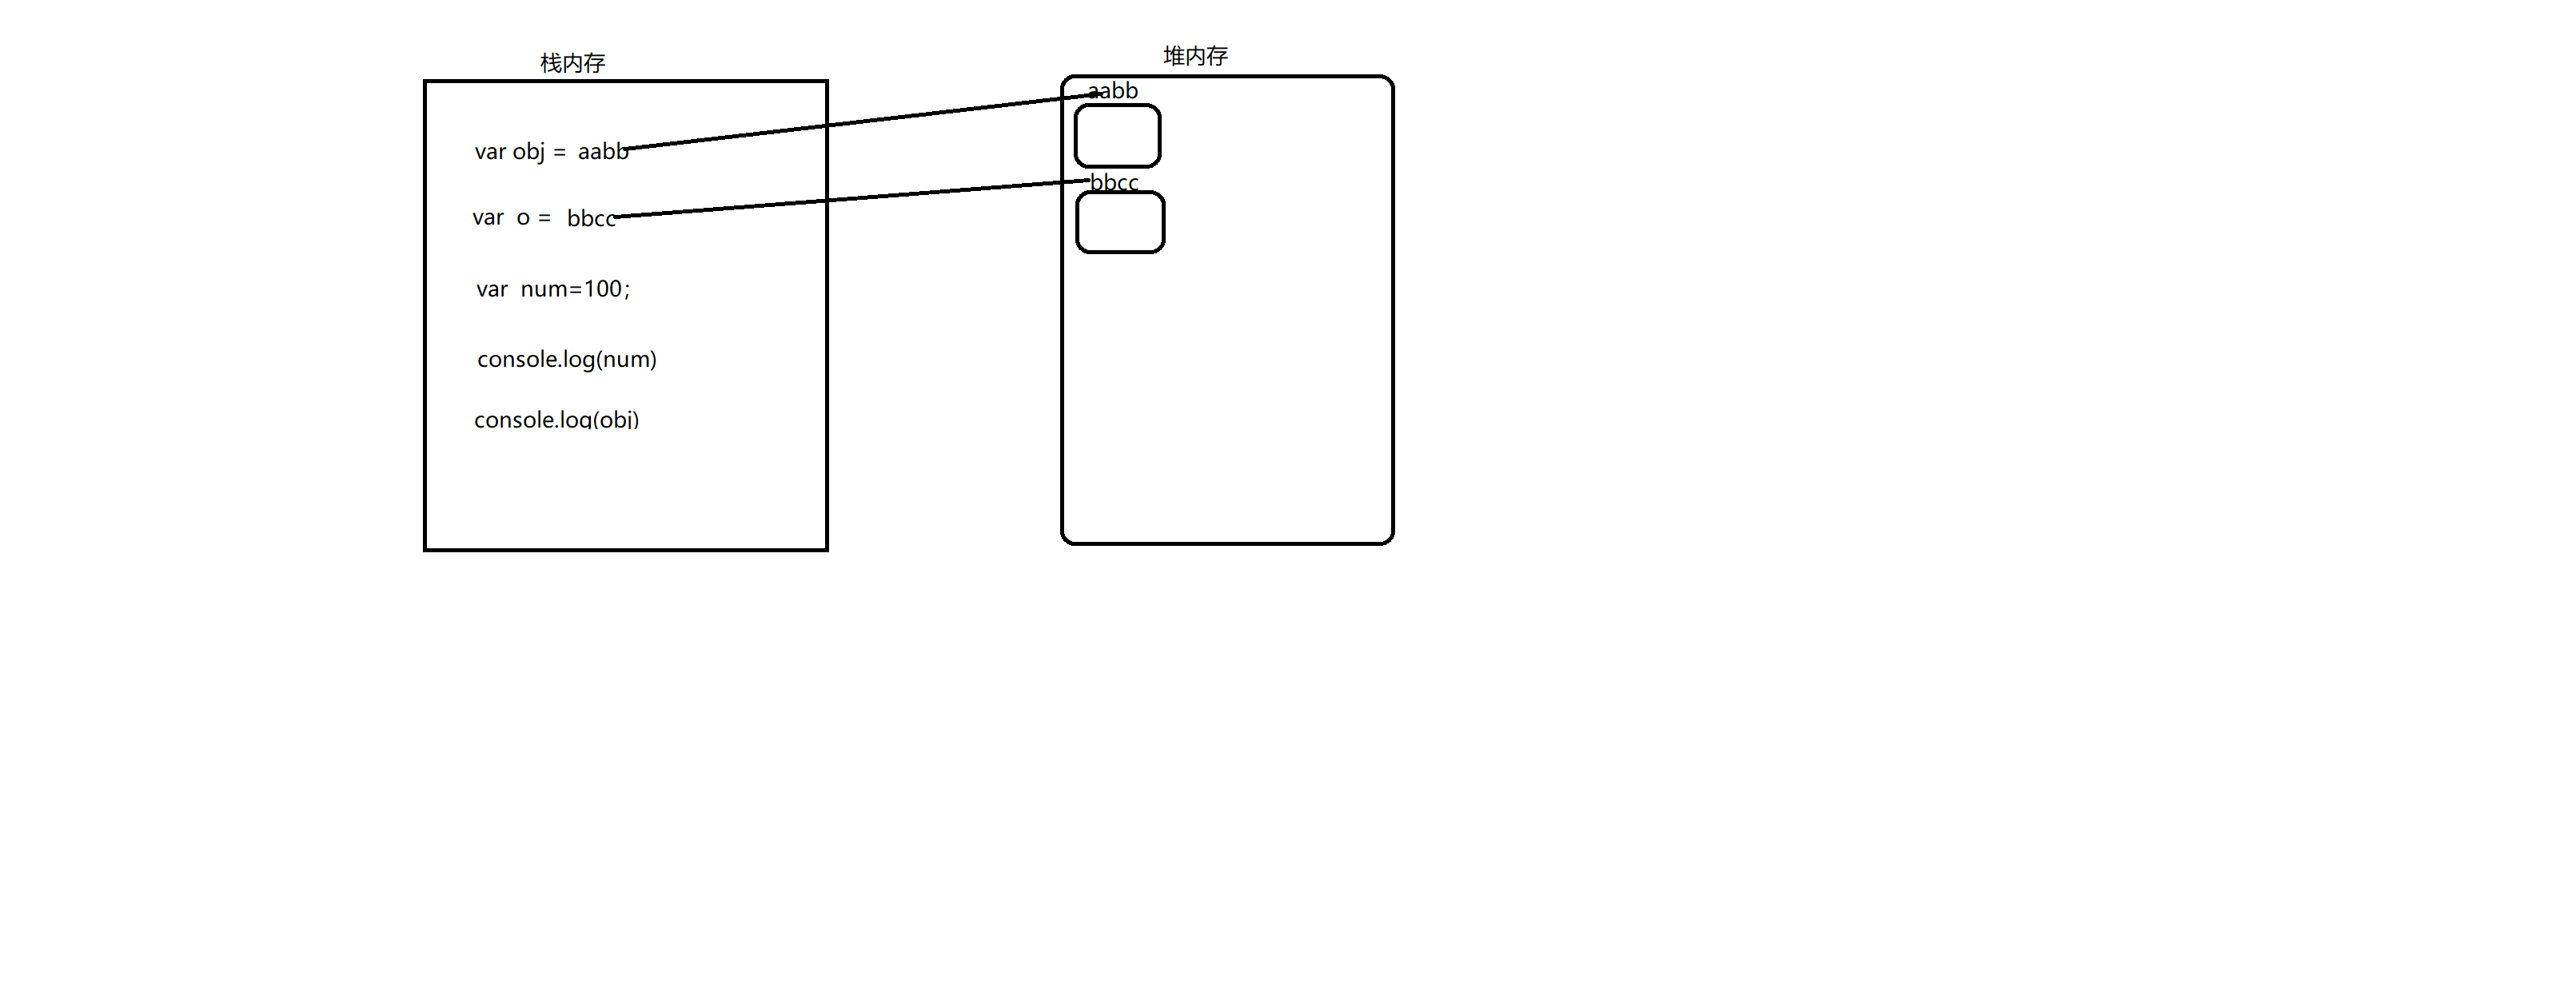 栈内存
var obj =  aabb
var  o =  bbcc
var  num=100;
console.log(num)
console.log(obj)
堆内存
aabb
bbcc